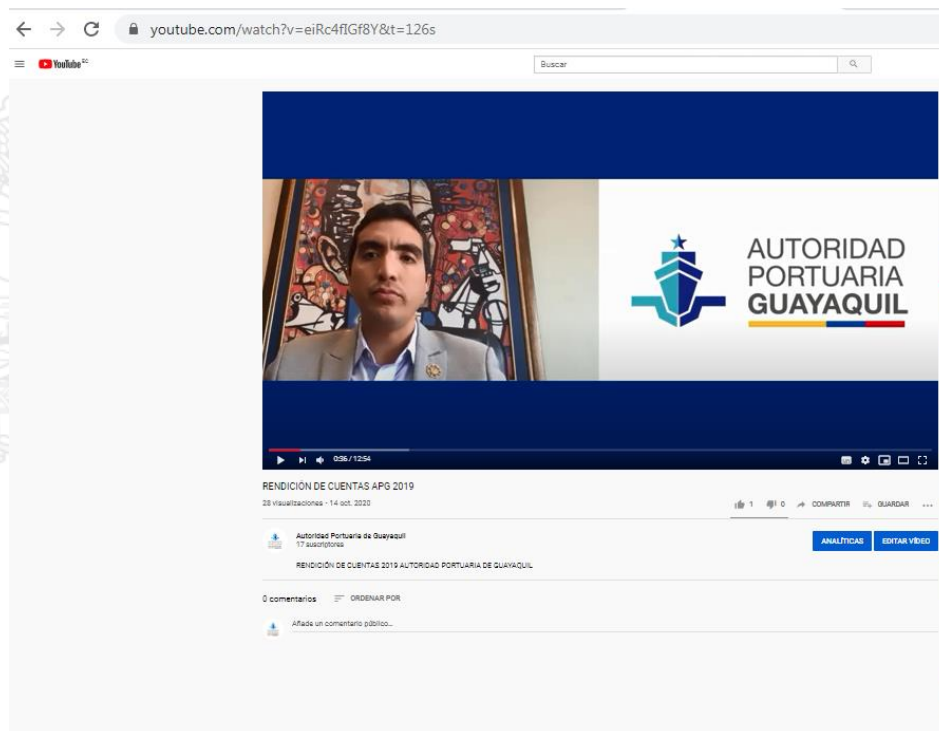 youtube.com/watch?v=eiRc4fIGf8Y&t=126s
YouTube EC
Buscar
AUTORIDAD
PORTUARIA
GUAYAQUIL
0:36 / 12:54
RENDICIÓN DE CUENTAS APG 2019
28 visualizaciones - 14 oct. 2020
1 0 COMPARTIR GUARDAR ...
Autoridad Portuaria de Guayaquil
17 suscriptores
ANALÍTICAS EDITAR VÍDEO
RENDICIÓN DE CUENTAS 2019 AUTORIDAD PORTUARIA DE GUAYAQUIL
0 comentarios ORDENAR POR
Añade un comentario público...